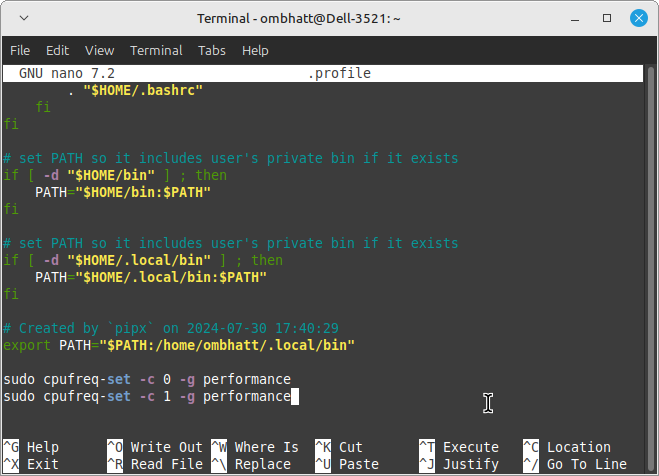 Terminal - ombhatt@Dell-3521: ~
File Edit View Terminal Tabs Help
GNU nano 7.2 .profile
        . "$HOME/.bashrc"
    fi
fi
# set PATH so it includes user's private bin if it exists
if [ -d "$HOME/bin" ] ; then
    PATH="$HOME/bin:$PATH"
fi
# set PATH so it includes user's private bin if it exists
if [ -d "$HOME/.local/bin" ] ; then
    PATH="$HOME/.local/bin:$PATH"
fi
# Created by `pipx` on 2024-07-30 17:40:29
export PATH="$PATH:/home/ombhatt/.local/bin"
sudo cpufreq-set -c 0 -g performance
sudo cpufreq-set -c 1 -g performance
^G Help ^O Write Out ^W Where Is ^K Cut ^T Execute ^C Location
^X Exit ^R Read File ^\ Replace ^U Paste ^J Justify ^/ Go To Line